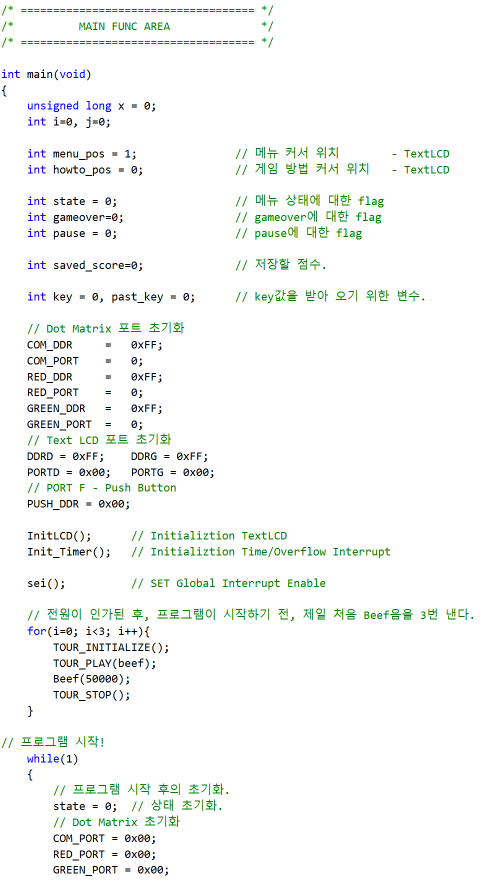 /* ==================================== */
/*          MAIN FUNC AREA              */
/* ==================================== */
int main(void)
{
    unsigned long x = 0;
    int i=0, j=0;
    int menu_pos = 1;               // 메뉴 커서 위치        - TextLCD
    int howto_pos = 0;              // 게임 방법 커서 위치   - TextLCD
    int state = 0;                  // 메뉴 상태에 대한 flag
    int gameover=0;                 // gameover에 대한 flag
    int pause = 0;                  // pause에 대한 flag
    int saved_score=0;              // 저장할 점수.
    int key = 0, past_key = 0;      // key값을 받아 오기 위한 변수.
    // Dot Matrix 포트 초기화
    COM_DDR     =   0xFF;
    COM_PORT    =   0;
    RED_DDR     =   0xFF;
    RED_PORT    =   0;
    GREEN_DDR   =   0xFF;
    GREEN_PORT  =   0;
    // Text LCD 포트 초기화
    DDRD = 0xFF;    DDRG = 0xFF;
    PORTD = 0x00;   PORTG = 0x00;
    // PORT F - Push Button
    PUSH_DDR = 0x00;
    InitLCD();      // Initializtion TextLCD
    Init_Timer();   // Initializtion Time/Overflow Interrupt
    sei();          // SET Global Interrupt Enable
    // 전원이 인가된 후, 프로그램이 시작하기 전, 제일 처음 Beef음을 3번 낸다.
    for(i=0; i<3; i++){
        TOUR_INITIALIZE();
        TOUR_PLAY(beef);
        Beef(50000);
        TOUR_STOP();
    }
// 프로그램 시작!
    while(1)
    {
        // 프로그램 시작 후의 초기화.
        state = 0;  // 상태 초기화.
        // Dot Matrix 초기화
        COM_PORT = 0x00;
        RED_PORT = 0x00;
        GREEN_PORT = 0x00;